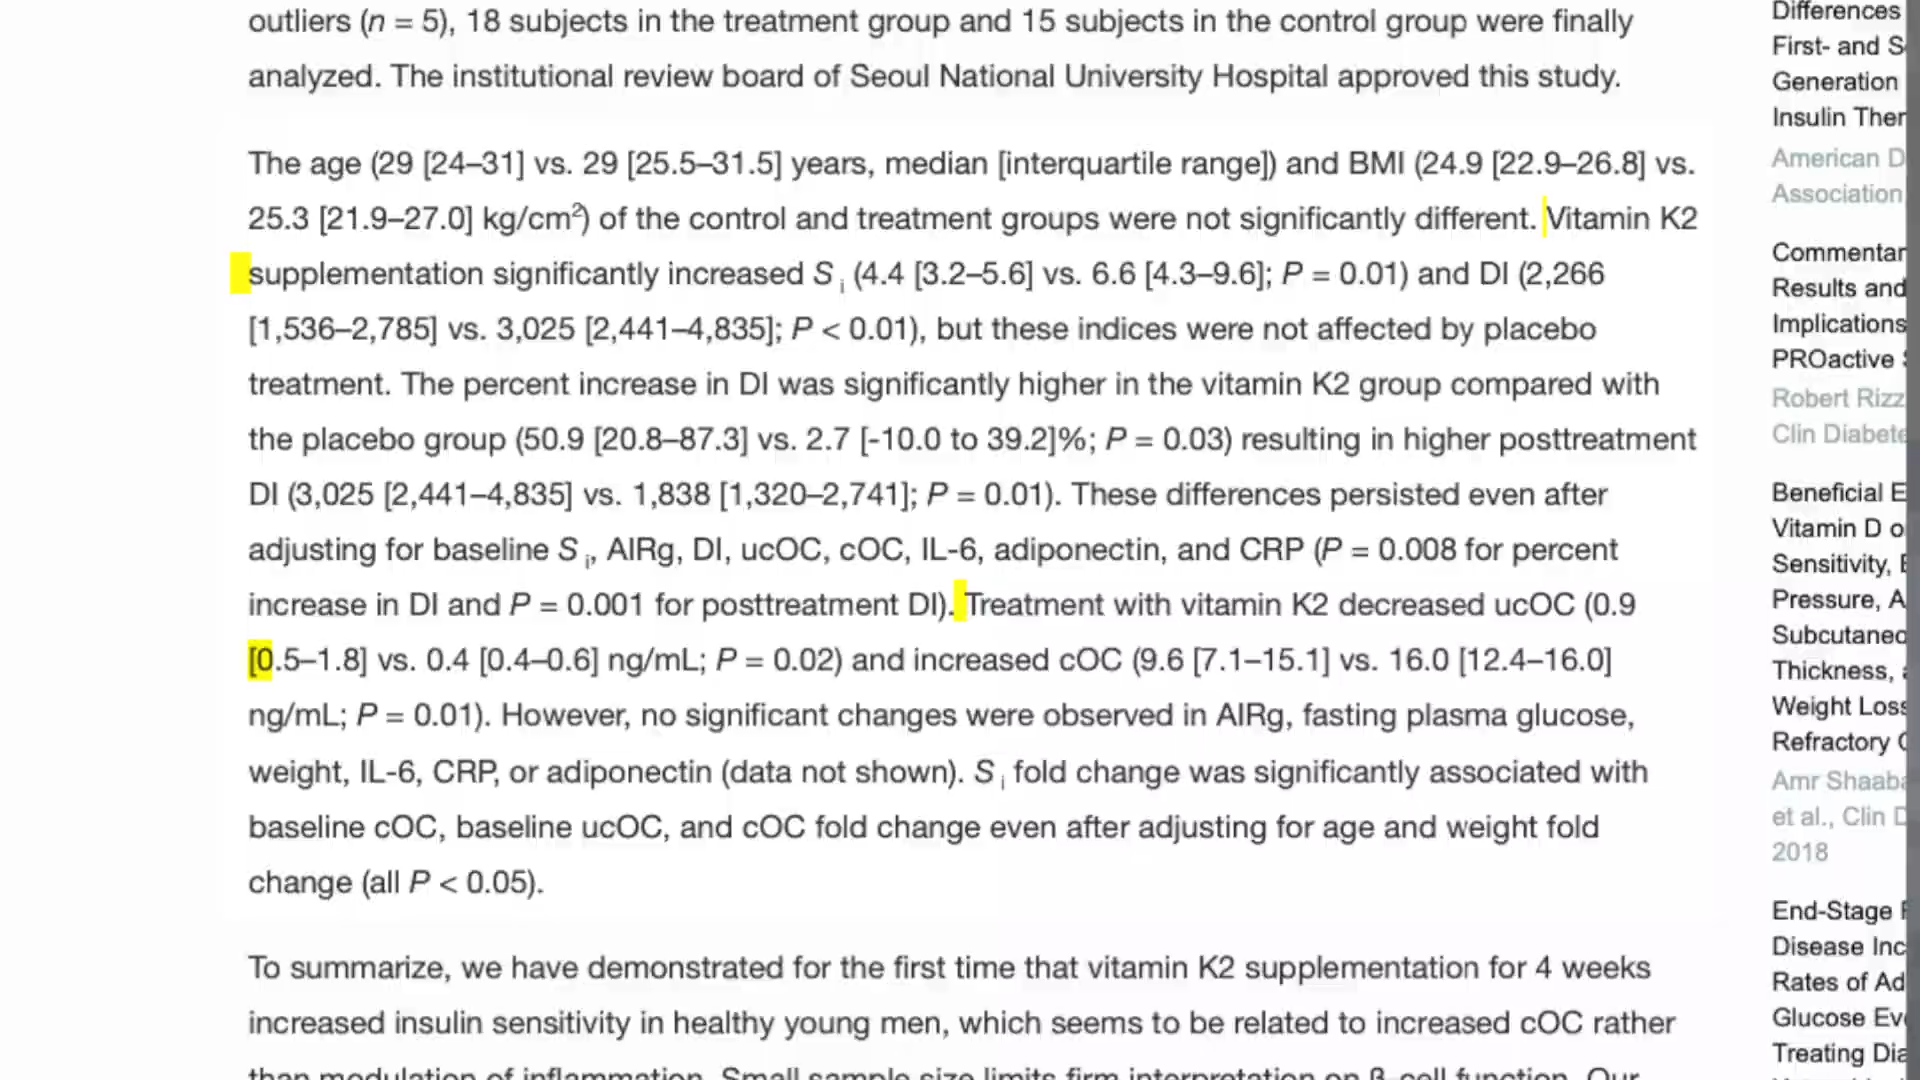 outliers (n = 5), 18 subjects in the treatment group and 15 subjects in the control group were finally
analyzed. The institutional review board of Seoul National University Hospital approved this study.
The age (29 [24–31] vs. 29 [25.5–31.5] years, median [interquartile range]) and BMI (24.9 [22.9–26.8] vs.
25.3 [21.9–27.0] kg/cm²) of the control and treatment groups were not significantly different. Vitamin K2
supplementation significantly increased S i (4.4 [3.2–5.6] vs. 6.6 [4.3–9.6]; P = 0.01) and DI (2,266
[1,536–2,785] vs. 3,025 [2,441–4,835]; P < 0.01), but these indices were not affected by placebo
treatment. The percent increase in DI was significantly higher in the vitamin K2 group compared with
the placebo group (50.9 [20.8–87.3] vs. 2.7 [-10.0 to 39.2]%; P = 0.03) resulting in higher posttreatment
DI (3,025 [2,441–4,835] vs. 1,838 [1,320–2,741]; P = 0.01). These differences persisted even after
adjusting for baseline S i, AIRg, DI, ucOC, cOC, IL-6, adiponectin, and CRP (P = 0.008 for percent
increase in DI and P = 0.001 for posttreatment DI). Treatment with vitamin K2 decreased ucOC (0.9
[0.5–1.8] vs. 0.4 [0.4–0.6] ng/mL; P = 0.02) and increased cOC (9.6 [7.1–15.1] vs. 16.0 [12.4–16.0]
ng/mL; P = 0.01). However, no significant changes were observed in AIRg, fasting plasma glucose,
weight, IL-6, CRP, or adiponectin (data not shown). S i fold change was significantly associated with
baseline cOC, baseline ucOC, and cOC fold change even after adjusting for age and weight fold
change (all P < 0.05).
To summarize, we have demonstrated for the first time that vitamin K2 supplementation for 4 weeks
increased insulin sensitivity in healthy young men, which seems to be related to increased cOC rather
than modulation of inflammation. Small sample size limits firm interpretation on β-cell function. Our
Differences
First- and S
Generation
Insulin Ther
American D
Association
Commentar
Results and
Implications
PROactive
Robert Rizz
Clin Diabete
Beneficial E
Vitamin D o
Sensitivity,
Pressure, A
Subcutaneo
Thickness,
Weight Loss
Refractory
Amr Shaaba
et al., Clin D
2018
End-Stage
Disease Inc
Rates of Ad
Glucose Eve
Treating Dia